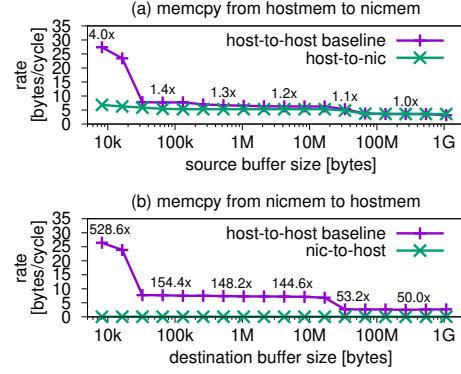 (a) memcpy from hostmem to nicmem
rate
[bytes/cycle]
35
30
25
20
15
10
5
0
4.0x
1.4x
1.3x
1.2x
1.1x
1.0x
host-to-host baseline
host-to-nic
10k
100k
1M
10M
100M
1G
source buffer size [bytes]
(b) memcpy from nicmem to hostmem
rate
[bytes/cycle]
35
30
25
20
15
10
5
0
528.6x
154.4x
148.2x
144.6x
53.2x
50.0x
host-to-host baseline
nic-to-host
10k
100k
1M
10M
100M
1G
destination buffer size [bytes]